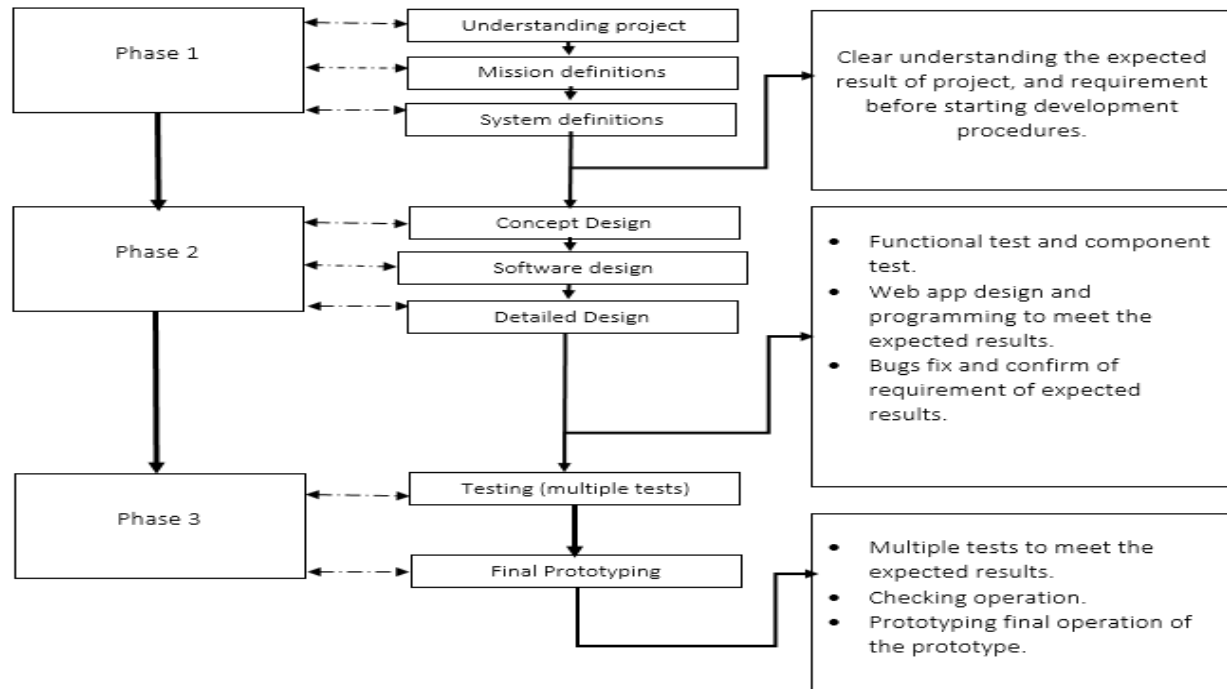 Phase 1
Understanding project
Mission definitions
System definitions
Clear understanding the expected
result of project, and requirement
before starting development
procedures.
Phase 2
Concept Design
Software design
Detailed Design
• Functional test and component
test.
• Web app design and
programming to meet the
expected results.
• Bugs fix and confirm of
requirement of expected
results.
Phase 3
Testing (multiple tests)
Final Prototyping
• Multiple tests to meet the
expected results.
• Checking operation.
• Prototyping final operation of
the prototype.